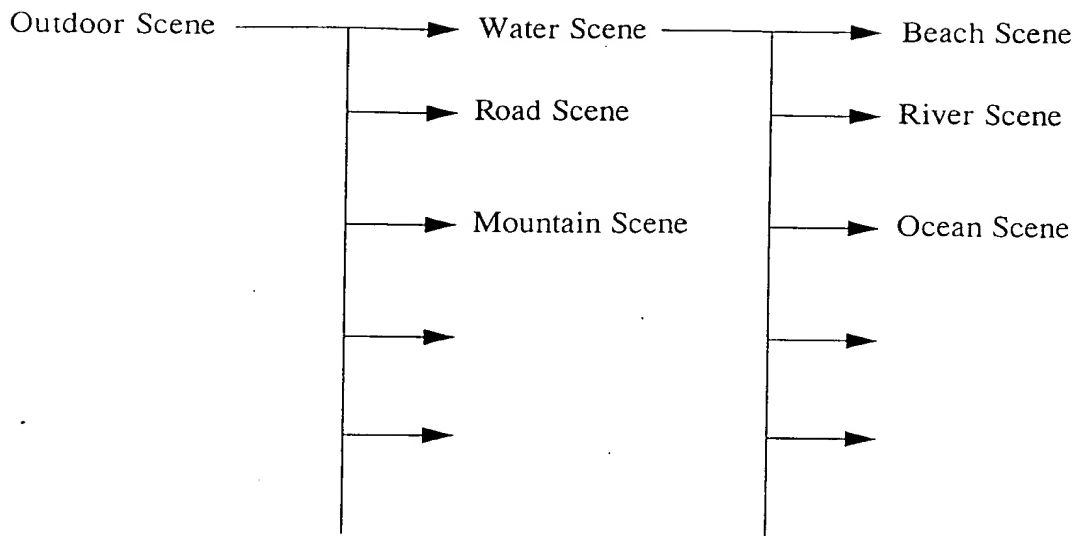 Outdoor Scene
Water Scene
Beach Scene
Road Scene
River Scene
Mountain Scene
Ocean Scene